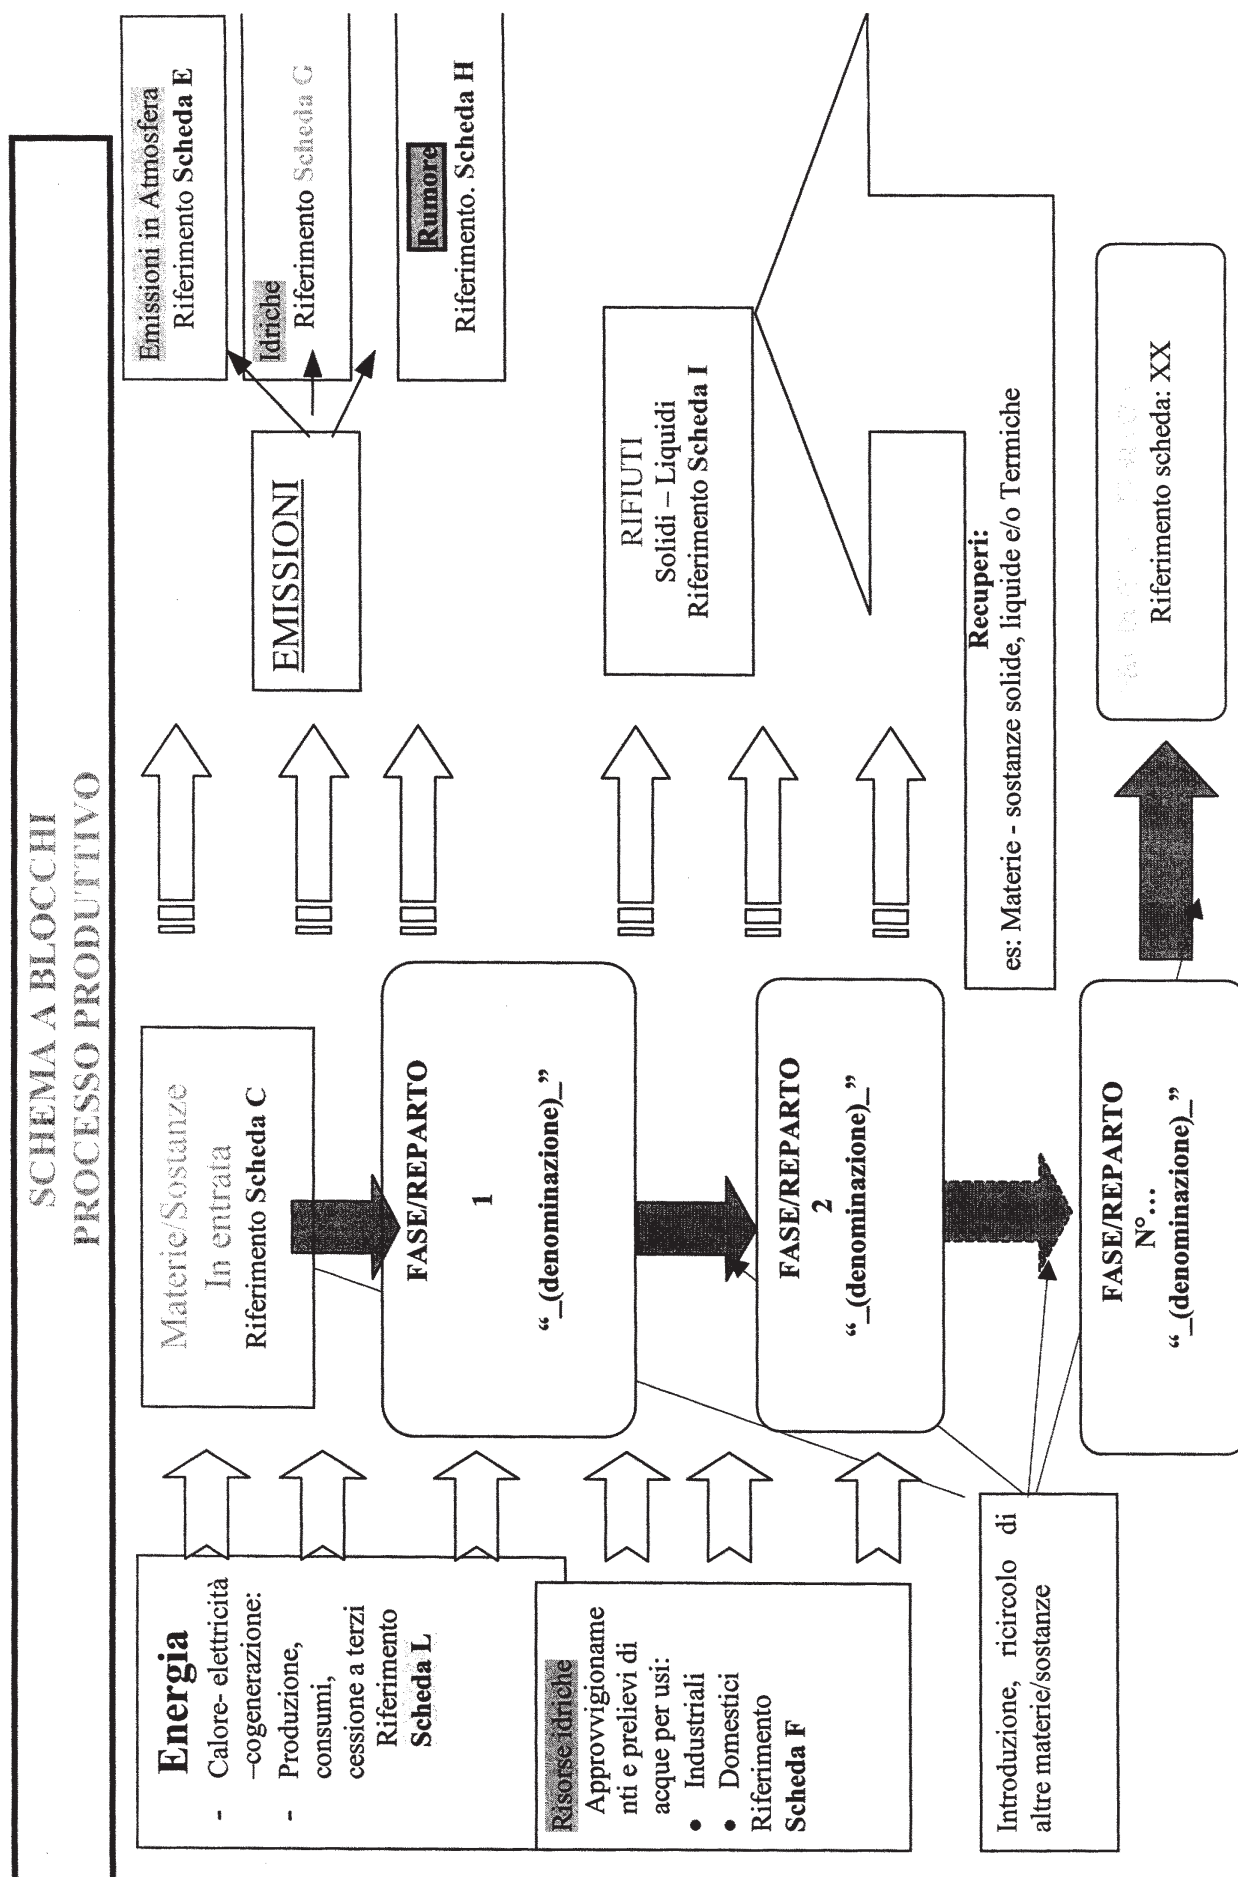 SCHEMA A BLOCCHI
PROCESSO PRODUTTIVO
Energia
- Calore- elettricità
–cogenerazione:
- Produzione,
consumi,
cessione a terzi
Riferimento
Scheda L
Risorse idriche
Approvvigioname
nti e prelievi di
acque per usi:
• Industriali
• Domestici
Riferimento
Scheda F
Introduzione, ricircolo di
altre materie/sostanze
Materie/Sostanze
In entrata
Riferimento Scheda C
FASE/REPARTO
1
“_(denominazione)_”
FASE/REPARTO
2
“_(denominazione)_”
FASE/REPARTO
N°...
“_(denominazione)_”
EMISSIONI
Emissioni in Atmosfera
Riferimento Scheda E
Idriche
Riferimento Scheda G
Rumore
Riferimento. Scheda H
RIFIUTI
Solidi – Liquidi
Riferimento Scheda I
Recuperi:
es: Materie - sostanze solide, liquide e/o Termiche
Riferimento scheda: XX